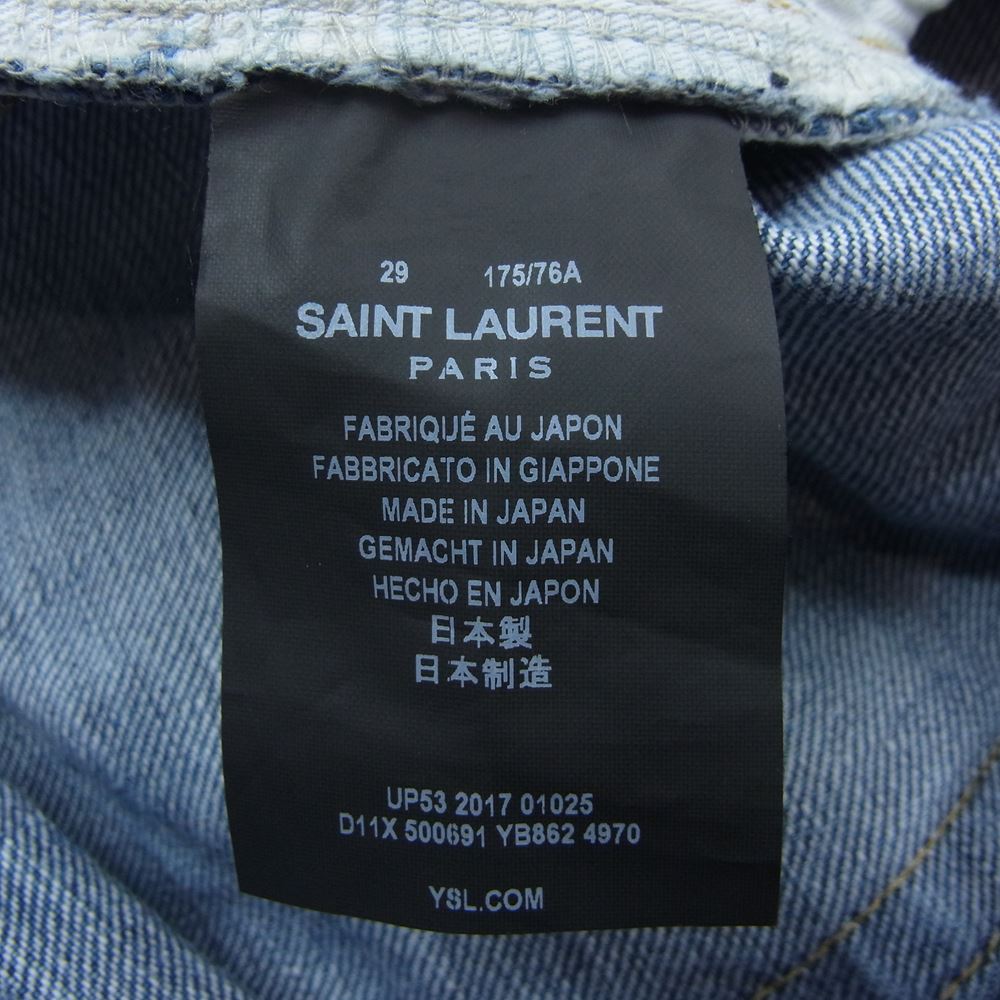 29 175/76A
SAINT LAURENT
PARIS
FABRIQUÉ AU JAPON
FABBRICATO IN GIAPPONE
MADE IN JAPAN
GEMACHT IN JAPAN
HECHO EN JAPON
日本製
日本制造
UP53 2017 01025
D11X 500691 YB862 4970
YSL.COM